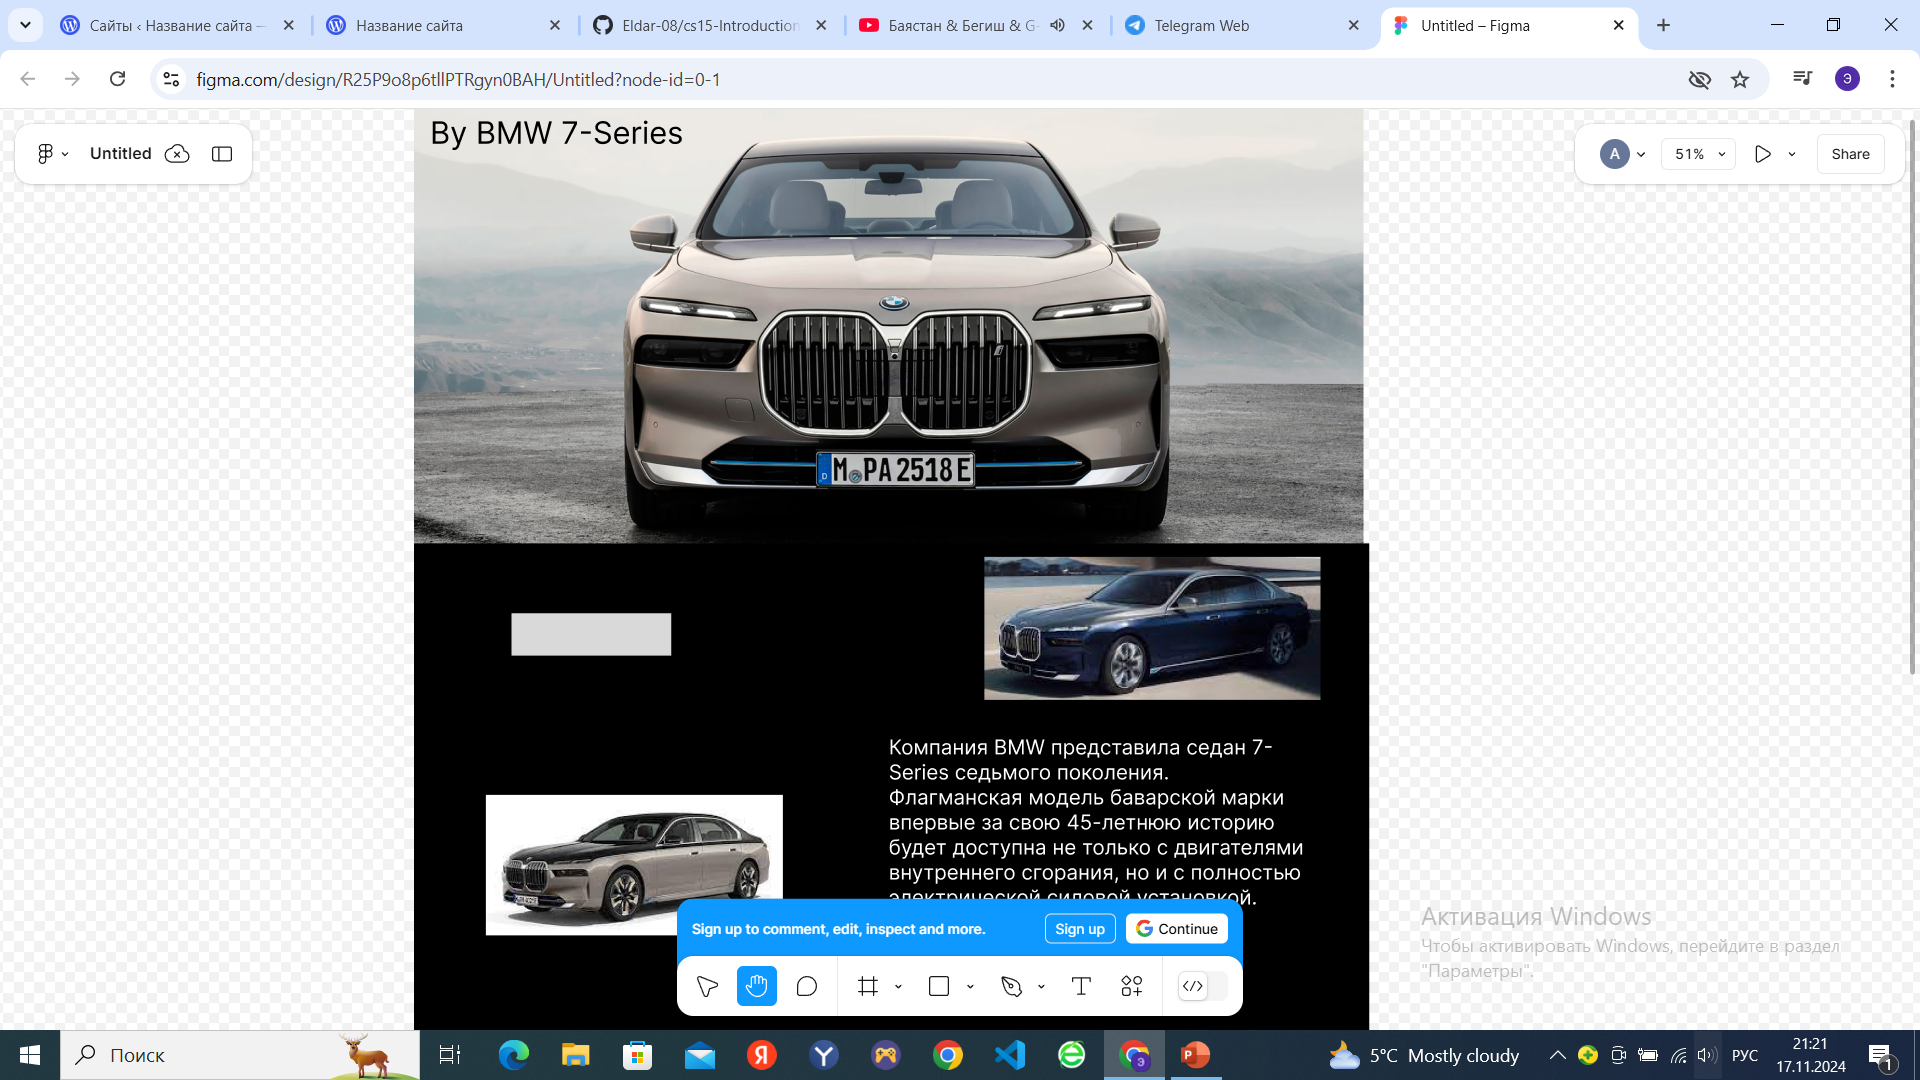 Сайты ‹ Название сайта —
Название сайта
Eldar-08/cs15-Introduction
Баястан & Бегиш & G-
Telegram Web
Untitled – Figma
figma.com/design/R25P9o8p6tllPTRgyn0BAH/Untitled?node-id=0-1
Э
Untitled
By BMW 7-Series
A
51%
Share
M PA 2518 E
Компания BMW представила седан 7-
Series седьмого поколения.
Флагманская модель баварской марки
впервые за свою 45-летнюю историю
будет доступна не только с двигателями
внутреннего сгорания, но и с полностью
электрической силовой установкой.
Sign up to comment, edit, inspect and more.
Sign up
Continue
Активация Windows
Чтобы активировать Windows, перейдите в раздел
"Параметры".
Поиск
5°C Mostly cloudy
РУС
21:21
17.11.2024
1